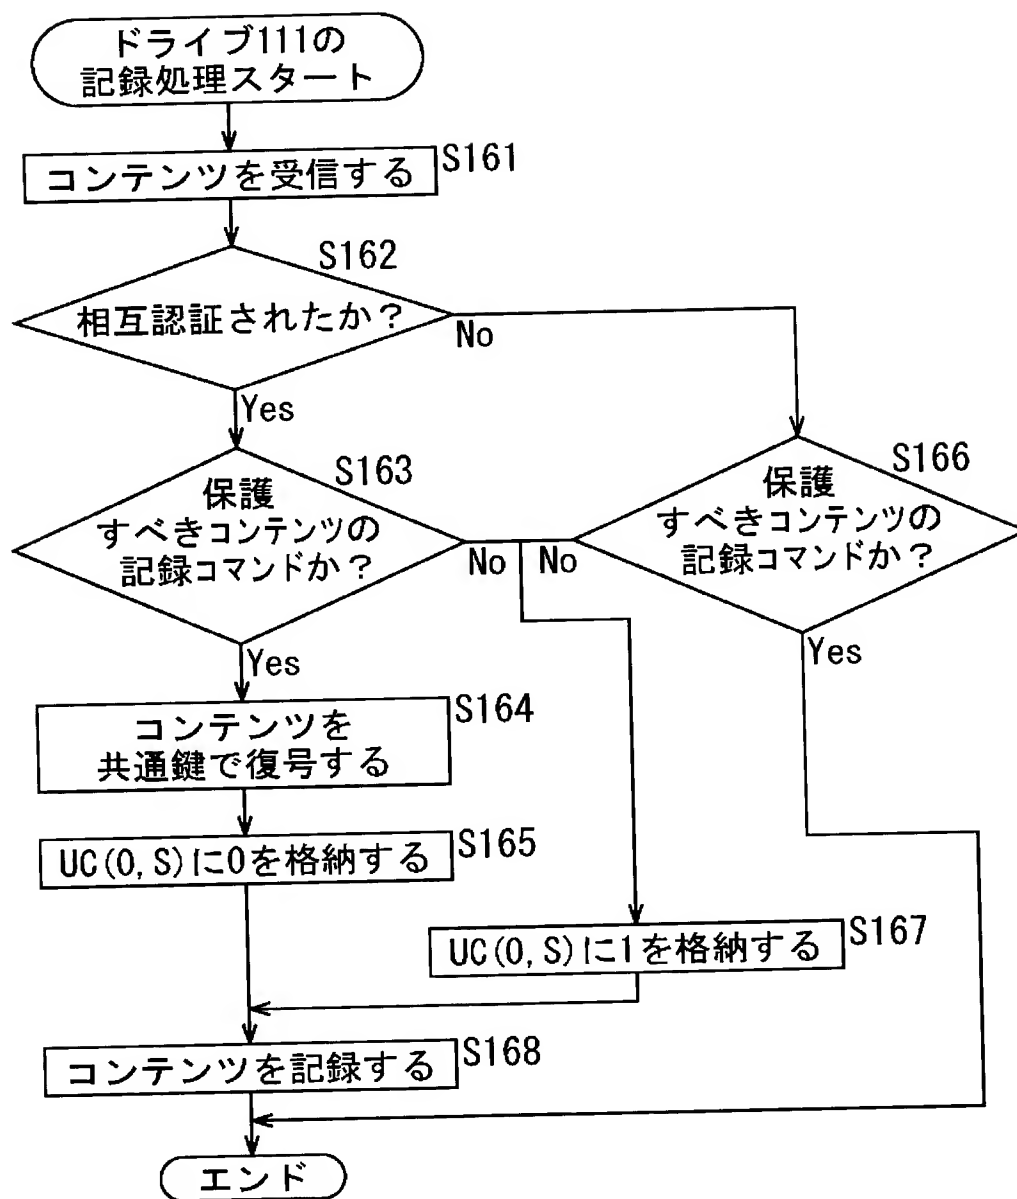 ドライブ111の
記録処理スタート
コンテンツを受信する
S161
S162
相互認証されたか?
No
Yes
S163
保護
すべきコンテンツの
記録コマンドか?
No
No
S166
保護
すべきコンテンツの
記録コマンドか?
Yes
Yes
コンテンツを
共通鍵で復号する
S164
UC(0,S)に0を格納する
S165
UC(0,S)に1を格納する
S167
コンテンツを記録する
S168
エンド